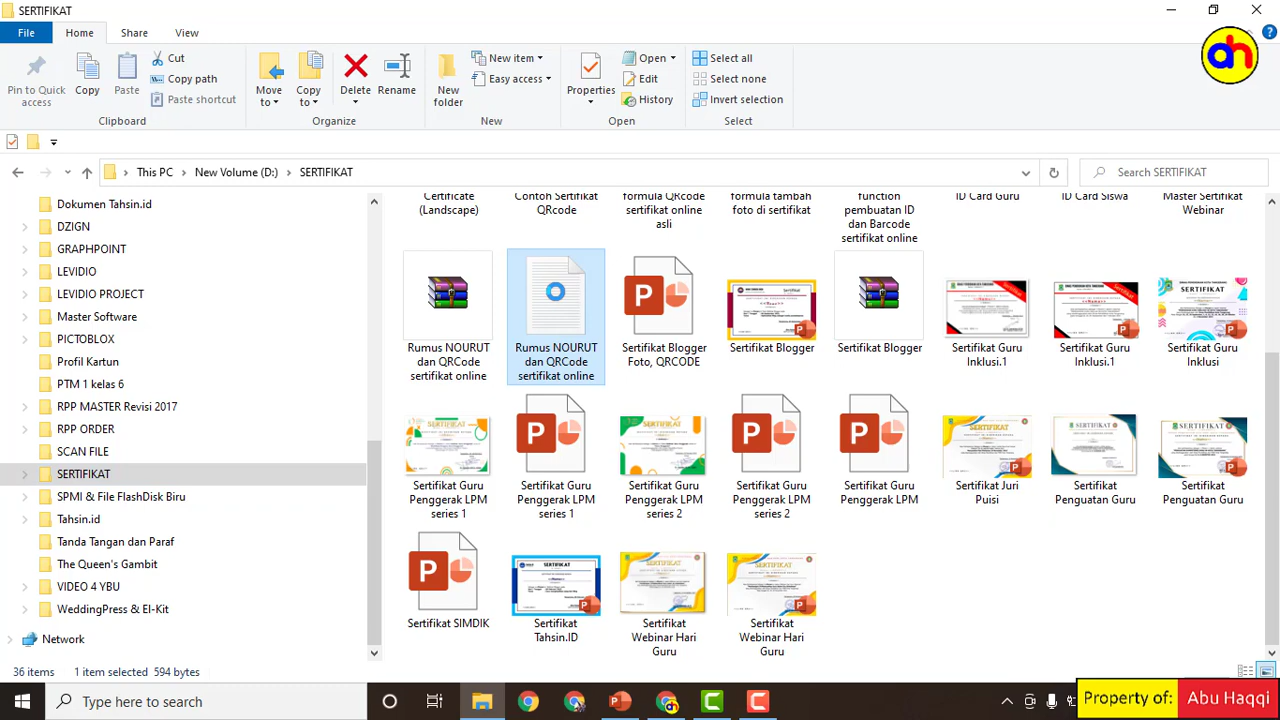 SERTIFIKAT
File
Home
Share
View
Pin to Quick access
Copy
Paste
Cut
Copy path
Paste shortcut
Clipboard
Move to
Copy to
Delete
Rename
Organize
New folder
New item
Easy access
New
Properties
Open
Edit
History
Open
Select all
Select none
Invert selection
Select
ah
This PC
New Volume (D:)
SERTIFIKAT
Search SERTIFIKAT
Dokumen Tahsin.id
DZIGN
GRAPHPOINT
LEVIDIO
LEVIDIO PROJECT
Master Software
PICTOBLOX
Profil Kartun
PTM 1 kelas 6
RPP MASTER Revisi 2017
RPP ORDER
SCAN FILE
SERTIFIKAT
SPMI & File FlashDisk Biru
Tahsin.id
Tanda Tangan dan Paraf
The Queen's Gambit
YBU
WeddingPress & El-Kit
Network
Certificate
(Landscape)
Contoh Sertifikat
QRcode
formula QRcode
sertifikat online
asli
formula tambah
foto di sertifikat
function
pembuatan ID
dan Barcode
sertifikat online
ID Card Guru
ID Card Siswa
Master Sertifikat
Webinar
Rumus NOURUT
dan QRCode
sertifikat online
Rumus NOURUT
dan QRCode
sertifikat online
Sertifikat Blogger
Foto, QRCODE
Sertifikat Blogger
Sertifikat Blogger
Sertifikat Guru
Inklusi.1
Sertifikat Guru
Inklusi.1
SERTIFIKAT
Sertifikat Guru
Inklusi
Sertifikat Guru
Penggerak LPM
series 1
Sertifikat Guru
Penggerak LPM
series 1
Sertifikat Guru
Penggerak LPM
series 2
Sertifikat Guru
Penggerak LPM
series 2
Sertifikat Guru
Penggerak LPM
Sertifikat Juri
Puisi
Sertifikat
Penguatan Guru
Sertifikat
Penguatan Guru
Sertifikat SIMDIK
Sertifikat
Tahsin.ID
Sertifikat
Webinar Hari
Guru
Sertifikat
Webinar Hari
Guru
36 items
1 item selected 594 bytes
Type here to search
Property of: Abu Haqqi